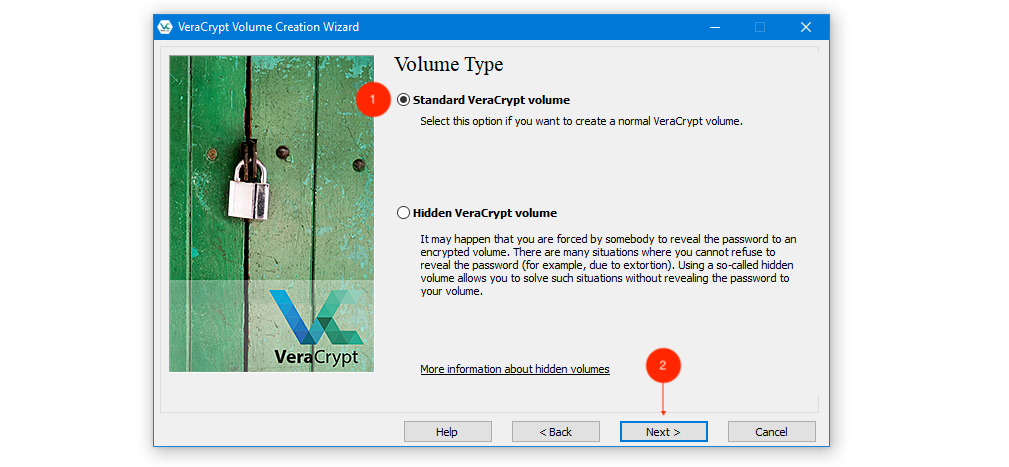 VeraCrypt Volume Creation Wizard
Volume Type
1
Standard VeraCrypt volume
Select this option if you want to create a normal VeraCrypt volume.
Hidden VeraCrypt volume
It may happen that you are forced by somebody to reveal the password to an
encrypted volume. There are many situations where you cannot refuse to
reveal the password (for example, due to extortion). Using a so-called hidden
volume allows you to solve such situations without revealing the password to
your volume.
VeraCrypt
More information about hidden volumes
2
Help
< Back
Next >
Cancel